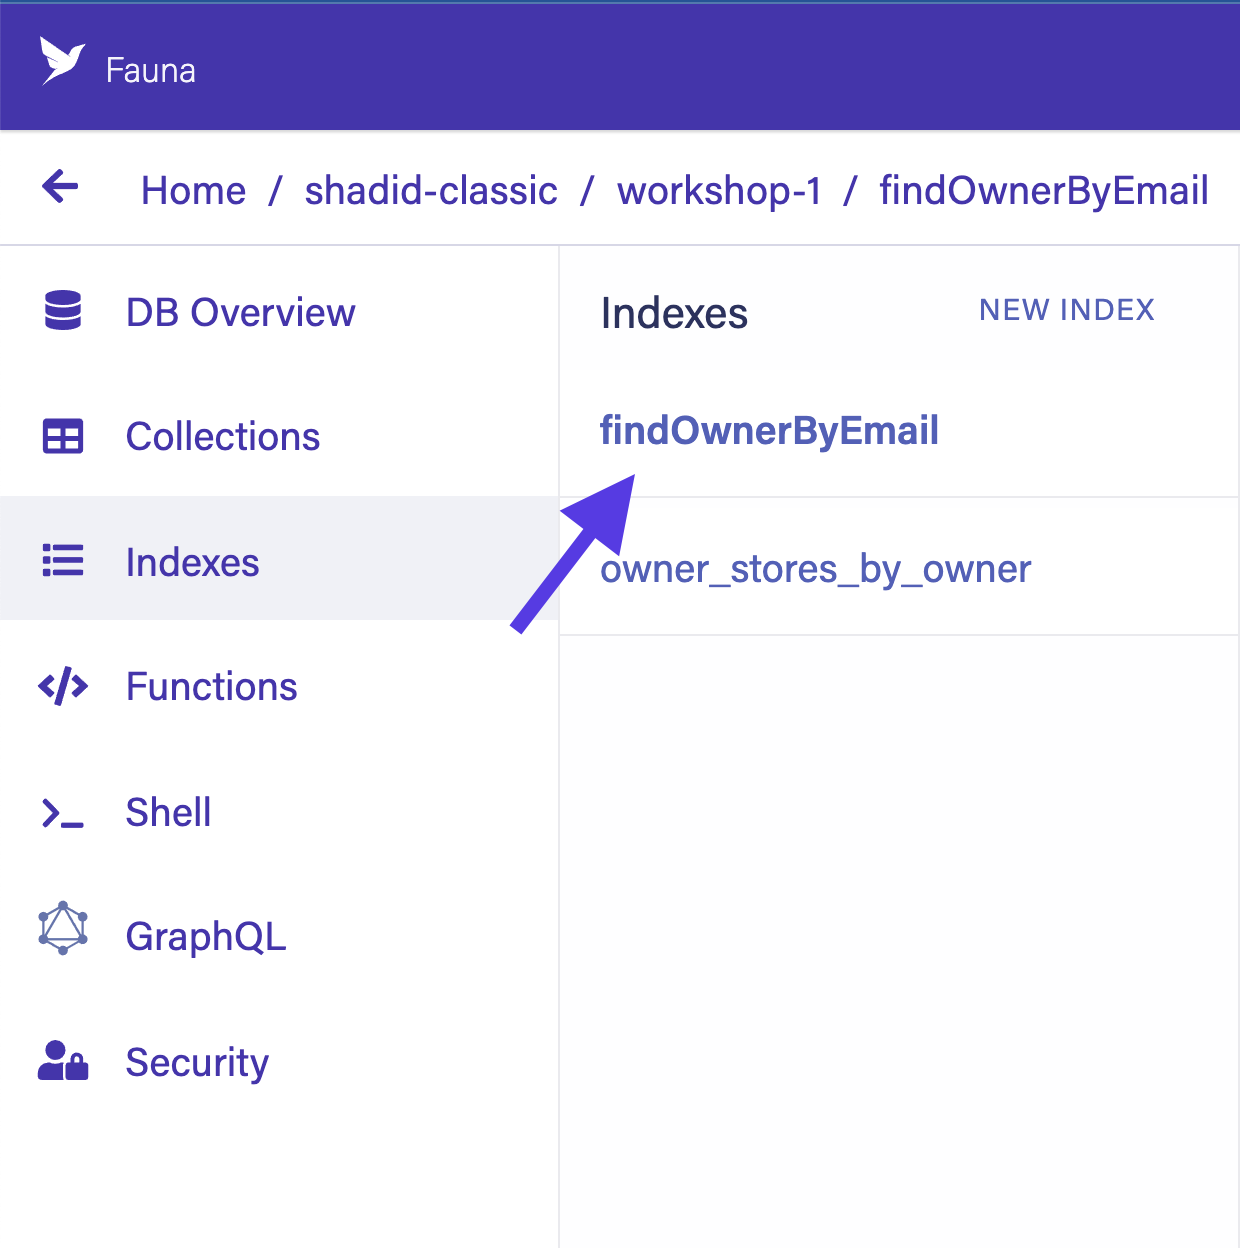 Fauna
Home / shadid-classic / workshop-1 / findOwnerByEmail
DB Overview
Collections
Indexes
Functions
Shell
GraphQL
Security
Indexes
NEW INDEX
findOwnerByEmail
owner_stores_by_owner